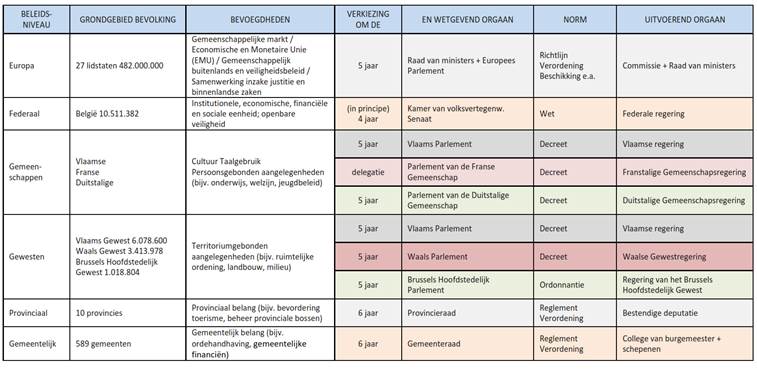 BELEIDS-
NIVEAU
GRONDGEBIED BEVOLKING
BEVOEGDHEDEN
VERKIEZING
OM DE
EN WETGEVEND ORGAAN
NORM
UITVOEREND ORGAAN
Europa
27 lidstaten 482.000.000
Gemeenschappelijke markt /
Economische en Monetaire Unie
(EMU) / Gemeenschappelijk
buitenlands en veiligheidsbeleid /
Samenwerking inzake justitie en
binnenlandse zaken
5 jaar
Raad van ministers + Europees
Parlement
Richtlijn
Verordening
Beschikking e.a.
Commissie + Raad van ministers
Federaal
België 10.511.382
Institutionele, economische, financiële
en sociale eenheid; openbare
veiligheid
(in principe)
4 jaar
Kamer van volksvertegenw.
Senaat
Wet
Federale regering
Gemeen-
schappen
Vlaamse
Franse
Duitstalige
Cultuur Taalgebruik
Persoonsgebonden aangelegenheden
(bijv. onderwijs, welzijn, jeugdbeleid)
5 jaar
Vlaams Parlement
Decreet
Vlaamse regering
delegatie
Parlement van de Franse
Gemeenschap
Decreet
Franstalige Gemeenschapsregering
5 jaar
Parlement van de Duitstalige
Gemeenschap
Decreet
Duitstalige Gemeenschapsregering
Gewesten
Vlaams Gewest 6.078.600
Waals Gewest 3.413.978
Brussels Hoofdstedelijk
Gewest 1.018.804
Territoriumgebonden
aangelegenheden (bijv. ruimtelijke
ordening, landbouw, milieu)
5 jaar
Vlaams Parlement
Decreet
Vlaamse regering
5 jaar
Waals Parlement
Decreet
Waalse Gewestregering
5 jaar
Brussels Hoofdstedelijk
Parlement
Ordonnantie
Regering van het Brussels
Hoofdstedelijk Gewest
Provinciaal
10 provincies
Provinciaal belang (bijv. bevordering
toerisme, beheer provinciale bossen)
6 jaar
Provincieraad
Reglement
Verordening
Bestendige deputatie
Gemeentelijk
589 gemeenten
Gemeentelijk belang (bijv.
ordehandhaving, gemeentelijke
financiën)
6 jaar
Gemeenteraad
Reglement
Verordening
College van burgemeester +
schepenen